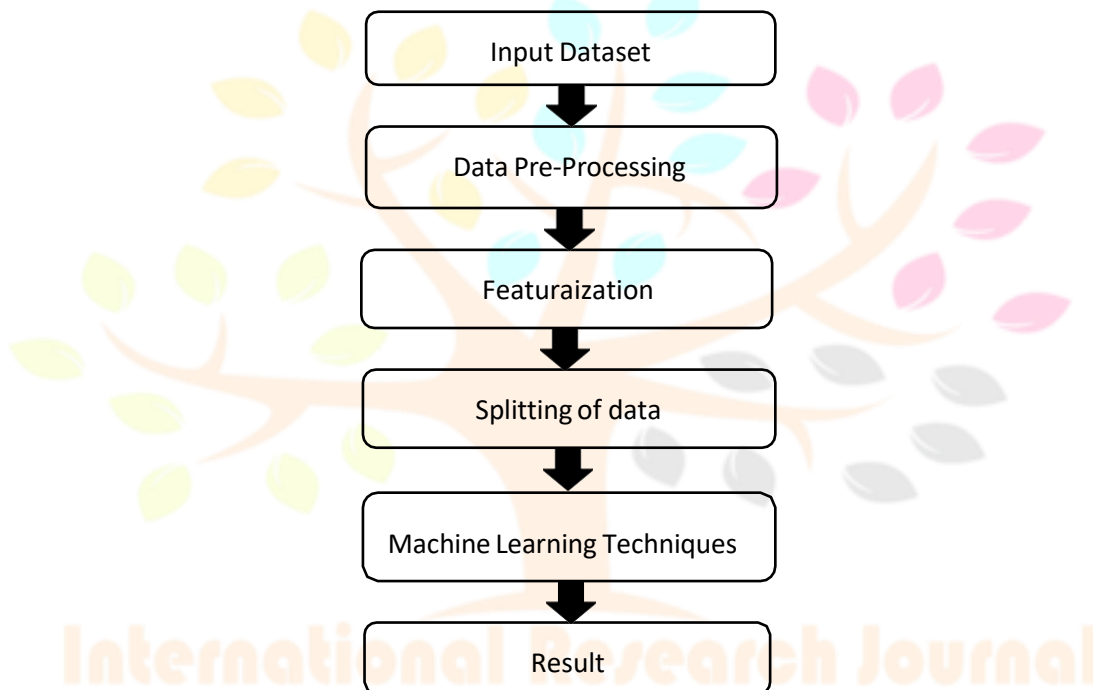 Input Dataset
Data Pre-Processing
Featuraization
Splitting of data
Machine Learning Techniques
Result
International Research Journal